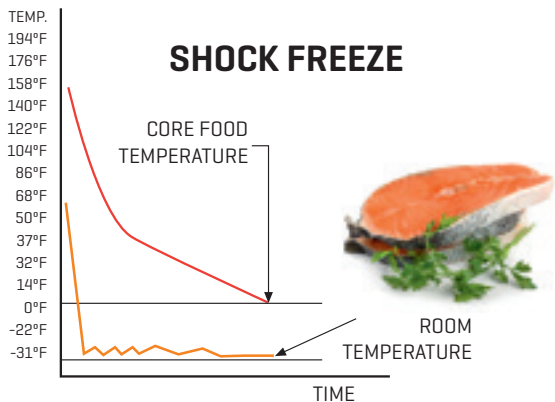 TEMP.
194°F
176°F
158°F
140°F
122°F
104°F
86°F
68°F
50°F
37°F
32°F
14°F
0°F
-22°F
-31°F
SHOCK FREEZE
CORE FOOD
TEMPERATURE
ROOM
TEMPERATURE
TIME